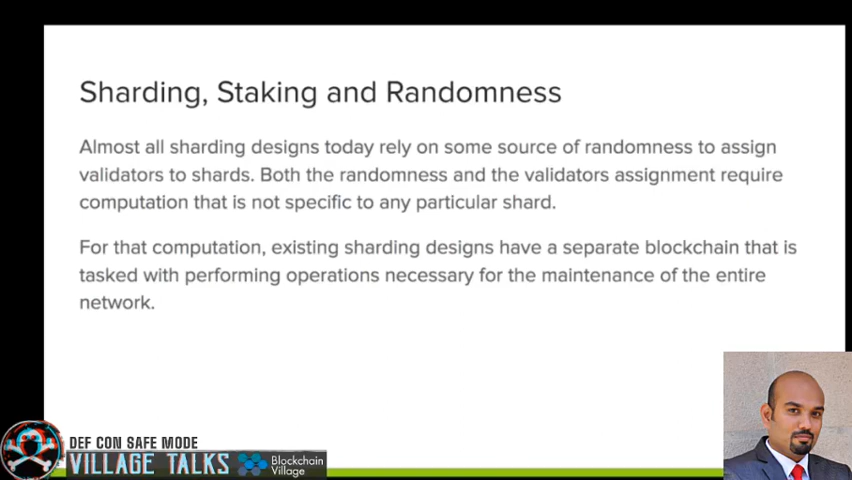 Sharding, Staking and Randomness
Almost all sharding designs today rely on some source of randomness to assign
validators to shards. Both the randomness and the validators assignment require
computation that is not specific to any particular shard.
For that computation, existing sharding designs have a separate blockchain that is
tasked with performing operations necessary for the maintenance of the entire
network.
DEF CON SAFE MODE
VILLAGE TALKS
Blockchain
Village